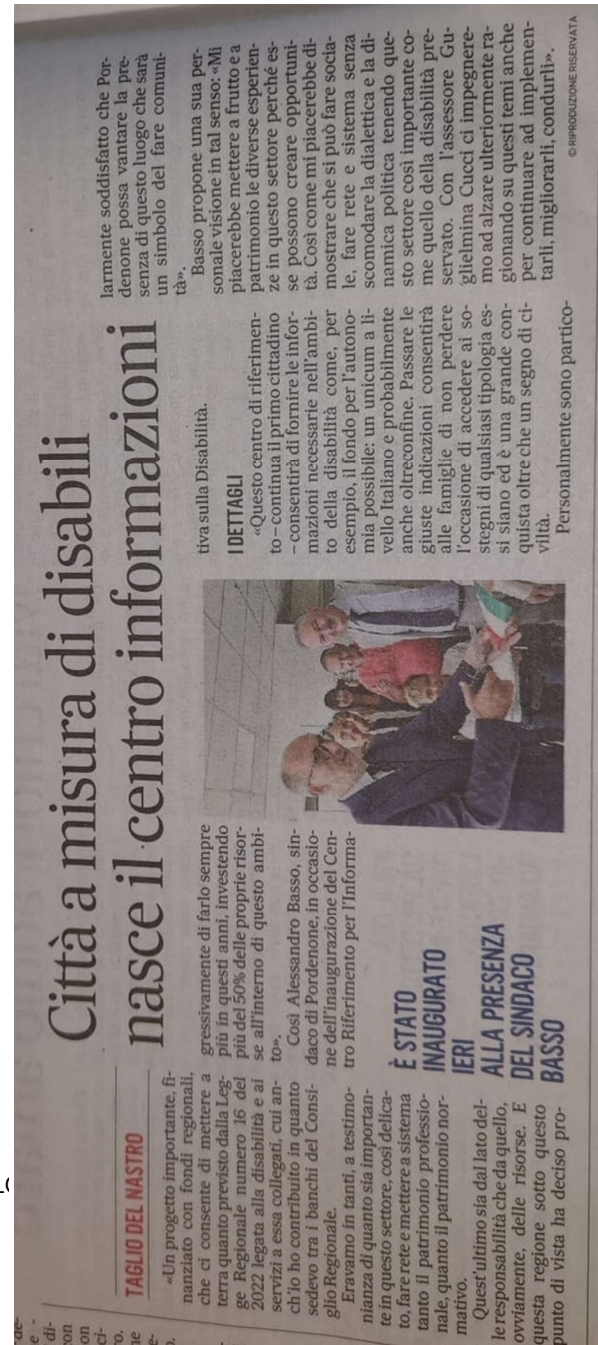 Città a misura di disabili
nasce il centro informazioni
TAGLIO DEL NASTRO
«Un progetto importante, fi-
nanziato con fondi regionali,
che ci consente di mettere a
terra quanto previsto dalla Leg-
ge Regionale numero 16 del
2022 legata alla disabilità e ai
servizi a essa collegati, cui an-
ch'io ho contribuito in quanto
sedevo tra i banchi del Consi-
glio Regionale.
Eravamo in tanti, a testimo-
nianza di quanto sia importan-
te in questo settore, così delica-
to, fare rete e mettere a sistema
tanto il patrimonio professio-
nale, quanto il patrimonio nor-
mativo.
Quest'ultimo sia dal lato del-
le responsabilità che da quello,
ovviamente, delle risorse. E
questa regione sotto questo
punto di vista ha deciso pro-
gressivamente di farlo sempre
più in questi anni, investendo
più del 50% delle proprie risor-
se all'interno di questo ambi-
to».
Così Alessandro Basso, sin-
daco di Pordenone, in occasio-
ne dell'inaugurazione del Cen-
tro Riferimento per l'Informa-
È STATO
INAUGURATO
IERI
ALLA PRESENZA
DEL SINDACO
BASSO
tiva sulla Disabilità.
I DETTAGLI
«Questo centro di riferimen-
to – continua il primo cittadino
– consentirà di fornire le infor-
mazioni necessarie nell'ambi-
to della disabilità come, per
esempio, il fondo per l'autono-
mia possibile: un unicum a li-
vello Italiano e probabilmente
anche oltreconfine. Passare le
giuste indicazioni consentirà
alle famiglie di non perdere
l'occasione di accedere ai so-
stegni di qualsiasi tipologia es-
si siano ed è una grande con-
quista oltre che un segno di ci-
viltà.
Personalmente sono partico-
larmente soddisfatto che Por-
denone possa vantare la pre-
senza di questo luogo che sarà
un simbolo del fare comuni-
tà».
Basso propone una sua per-
sonale visione in tal senso: «Mi
piacerebbe mettere a frutto e a
patrimonio le diverse esperien-
ze in questo settore perché es-
se possono creare opportuni-
tà. Così come mi piacerebbe di-
mostrare che si può fare socia-
le, fare rete e sistema senza
scomodare la dialettica e la di-
namica politica tenendo que-
sto settore così importante co-
me quello della disabilità pre-
servato. Con l'assessore Gu-
glielmina Cucci ci impegnere-
mo ad alzare ulteriormente ra-
gionando su questi temi anche
per continuare ad implemen-
tarli, migliorarli, condurli».
© RIPRODUZIONE RISERVATA